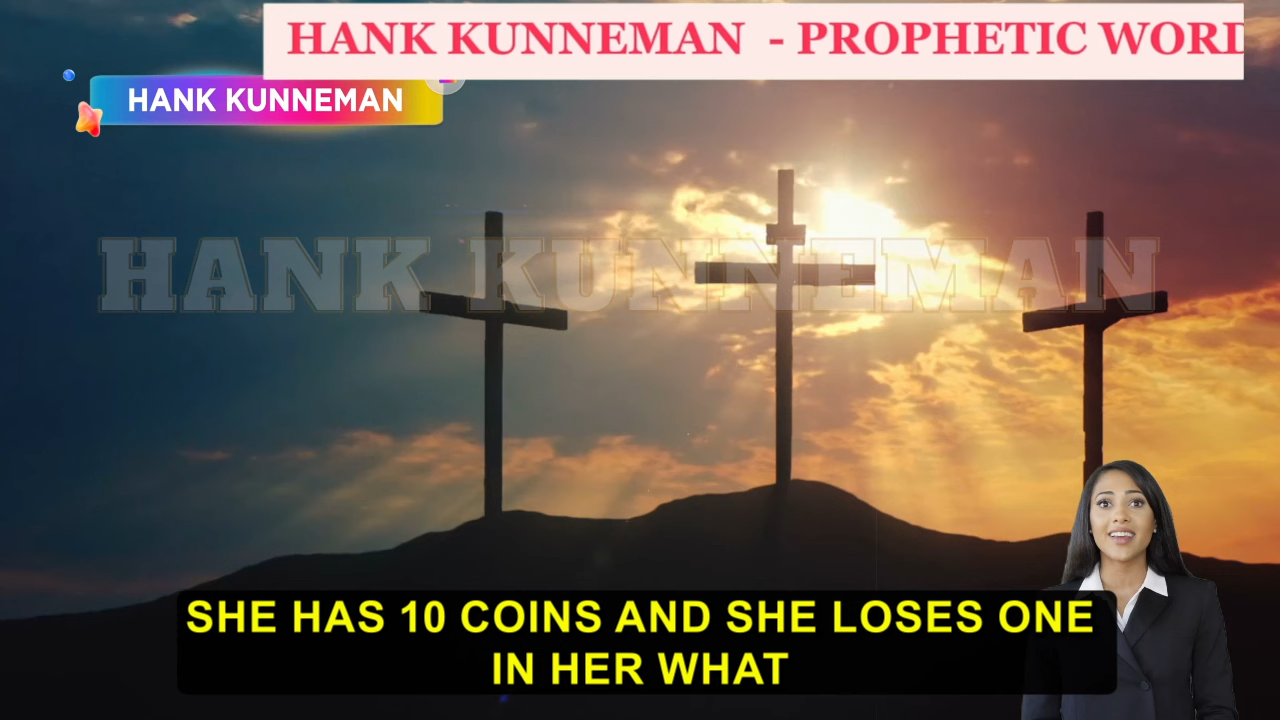 HANK KUNNEMAN - PROPHETIC WORD
HANK KUNNEMAN
HANK KUNNEMAN
SHE HAS 10 COINS AND SHE LOSES ONE
IN HER WHAT